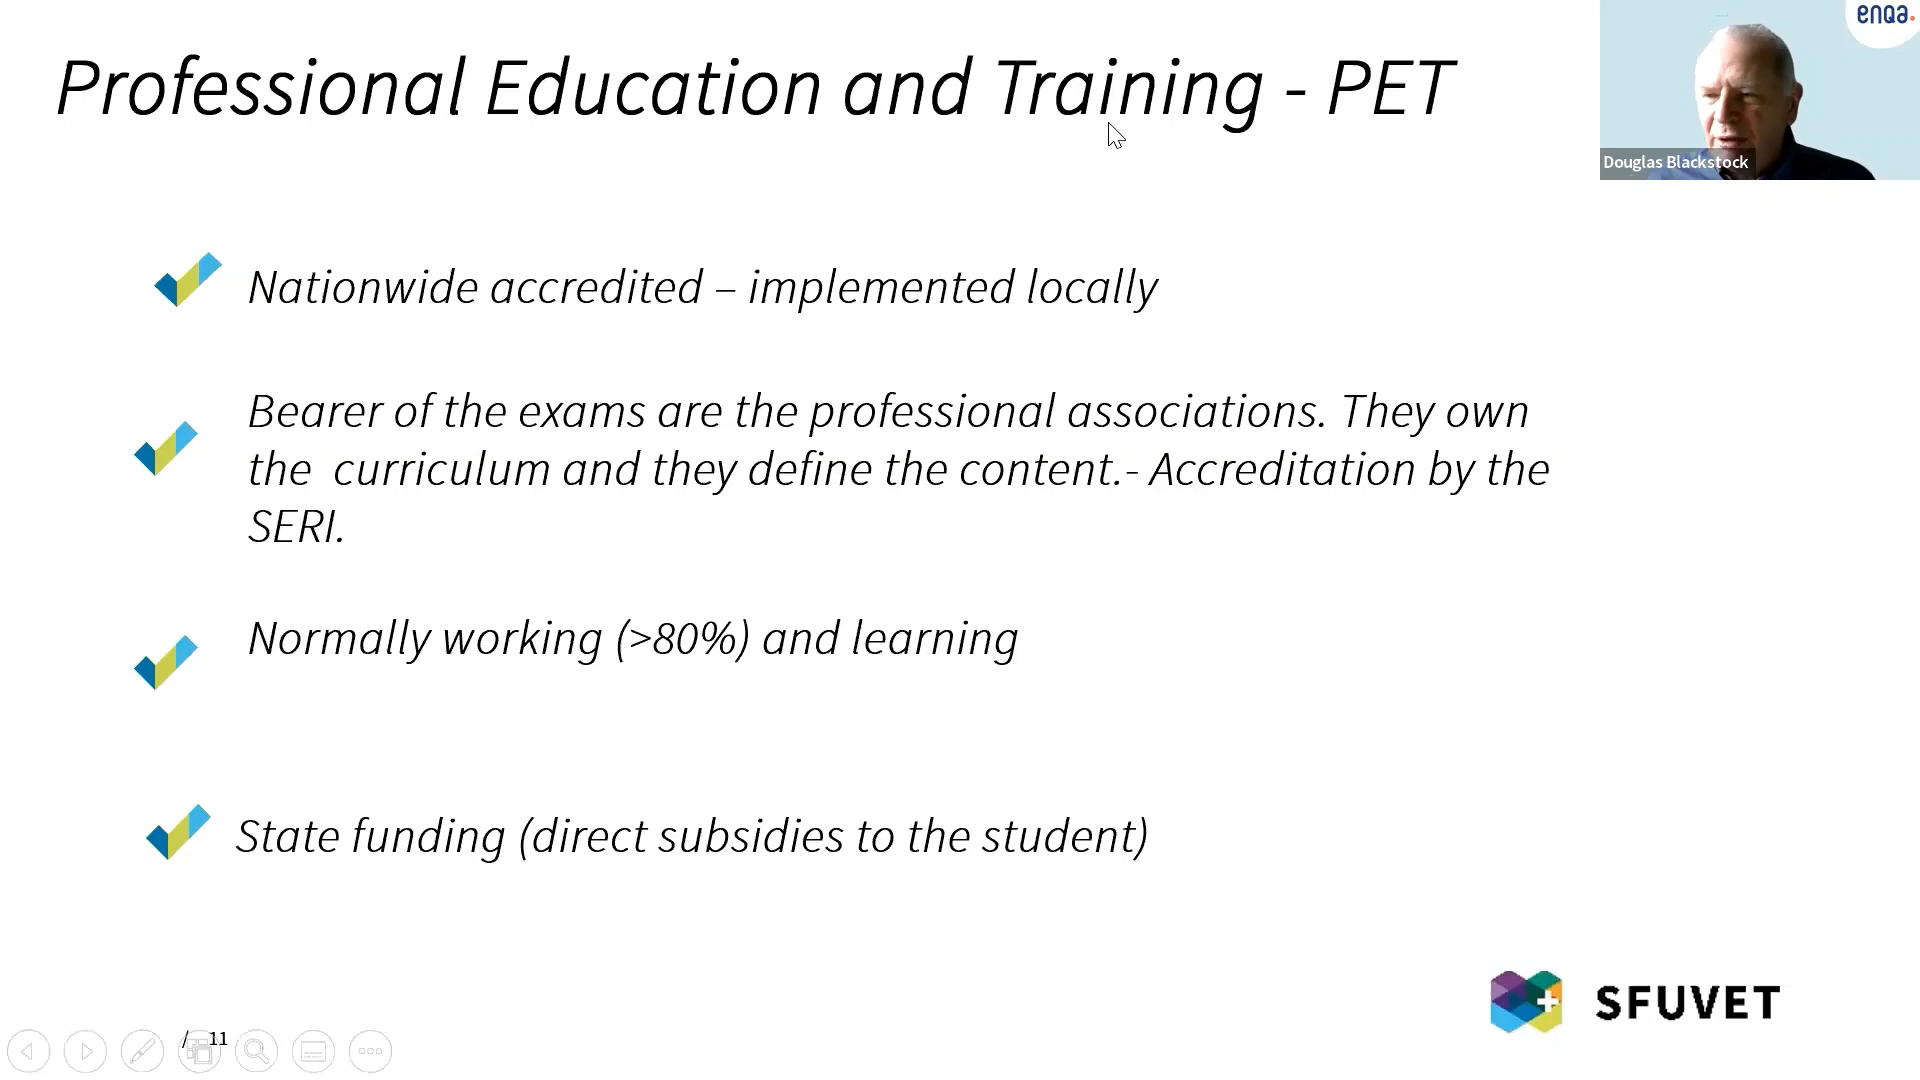 Professional Education and Training - PET
enqa.
Douglas Blackstock
Nationwide accredited – implemented locally
Bearer of the exams are the professional associations. They own
the  curriculum and they define the content.- Accreditation by the
SERI.
Normally working (>80%) and learning
State funding (direct subsidies to the student)
SFUVET
/ 11